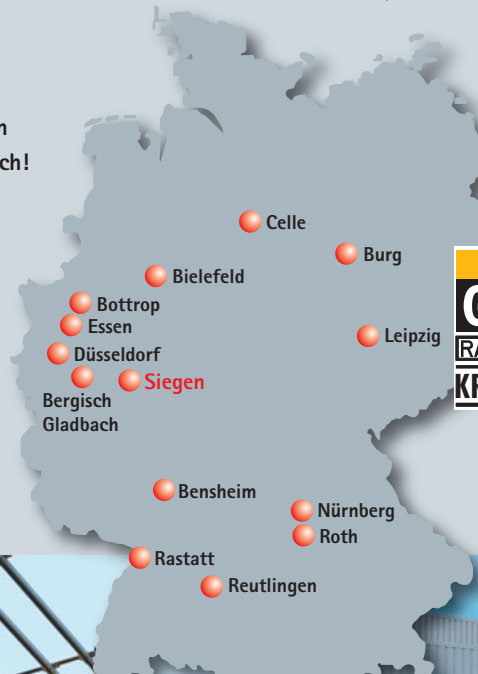 ch!
Celle
Burg
Bielefeld
Bottrop
Essen
Leipzig
Düsseldorf
Siegen
Bergisch
Gladbach
Bensheim
Nürnberg
Roth
Rastatt
Reutlingen